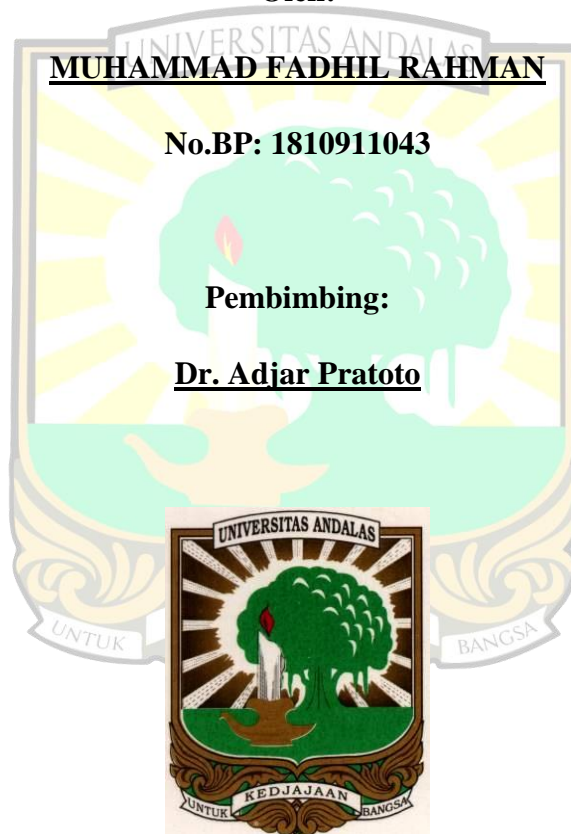 Oleh:
UNIVERSITAS ANDALAS
MUHAMMAD FADHIL RAHMAN
No.BP: 1810911043
Pembimbing:
Dr. Adjar Pratoto
UNIVERSITAS ANDALAS
UNTUK BANGSA
UNTUK KEDJAJAAN BANGSA